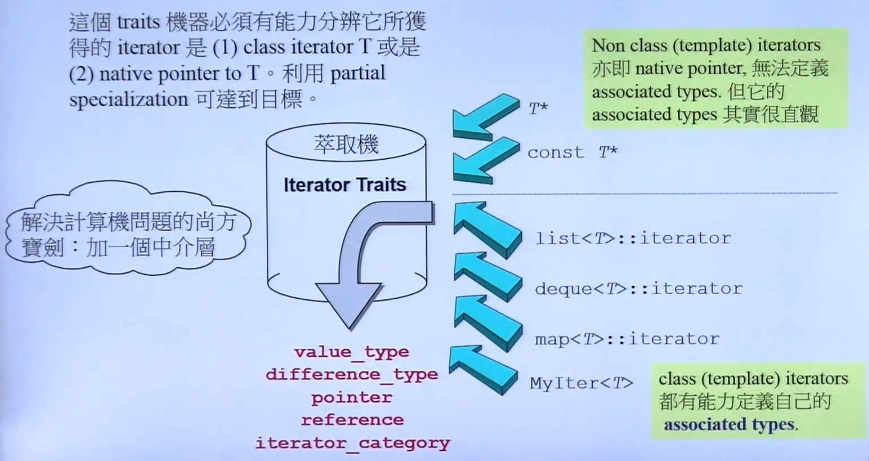 這個 traits 機器必須有能力分辨它所獲
得的 iterator 是 (1) class iterator T 或是
(2) native pointer to T。利用 partial
specialization 可達到目標。
Non class (template) iterators
亦即 native pointer, 無法定義
associated types. 但它的
associated types 其實很直觀
T*
const T*
萃取機
Iterator Traits
解決計算機問題的尚方
寶劍：加一個中介層
list<T>::iterator
deque<T>::iterator
map<T>::iterator
MyIter<T>
value_type
difference_type
pointer
reference
iterator_category
class (template) iterators
都有能力定義自己的
associated types.